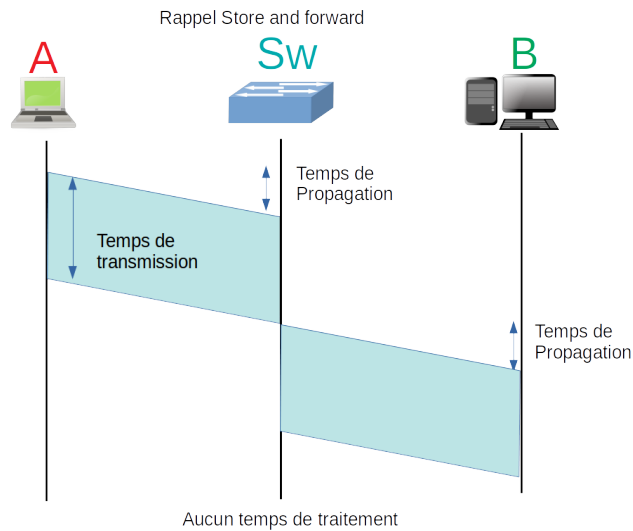 Rappel Store and forward
A
Sw
B
Temps de
Propagation
Temps de
transmission
Temps de
Propagation
Aucun temps de traitement